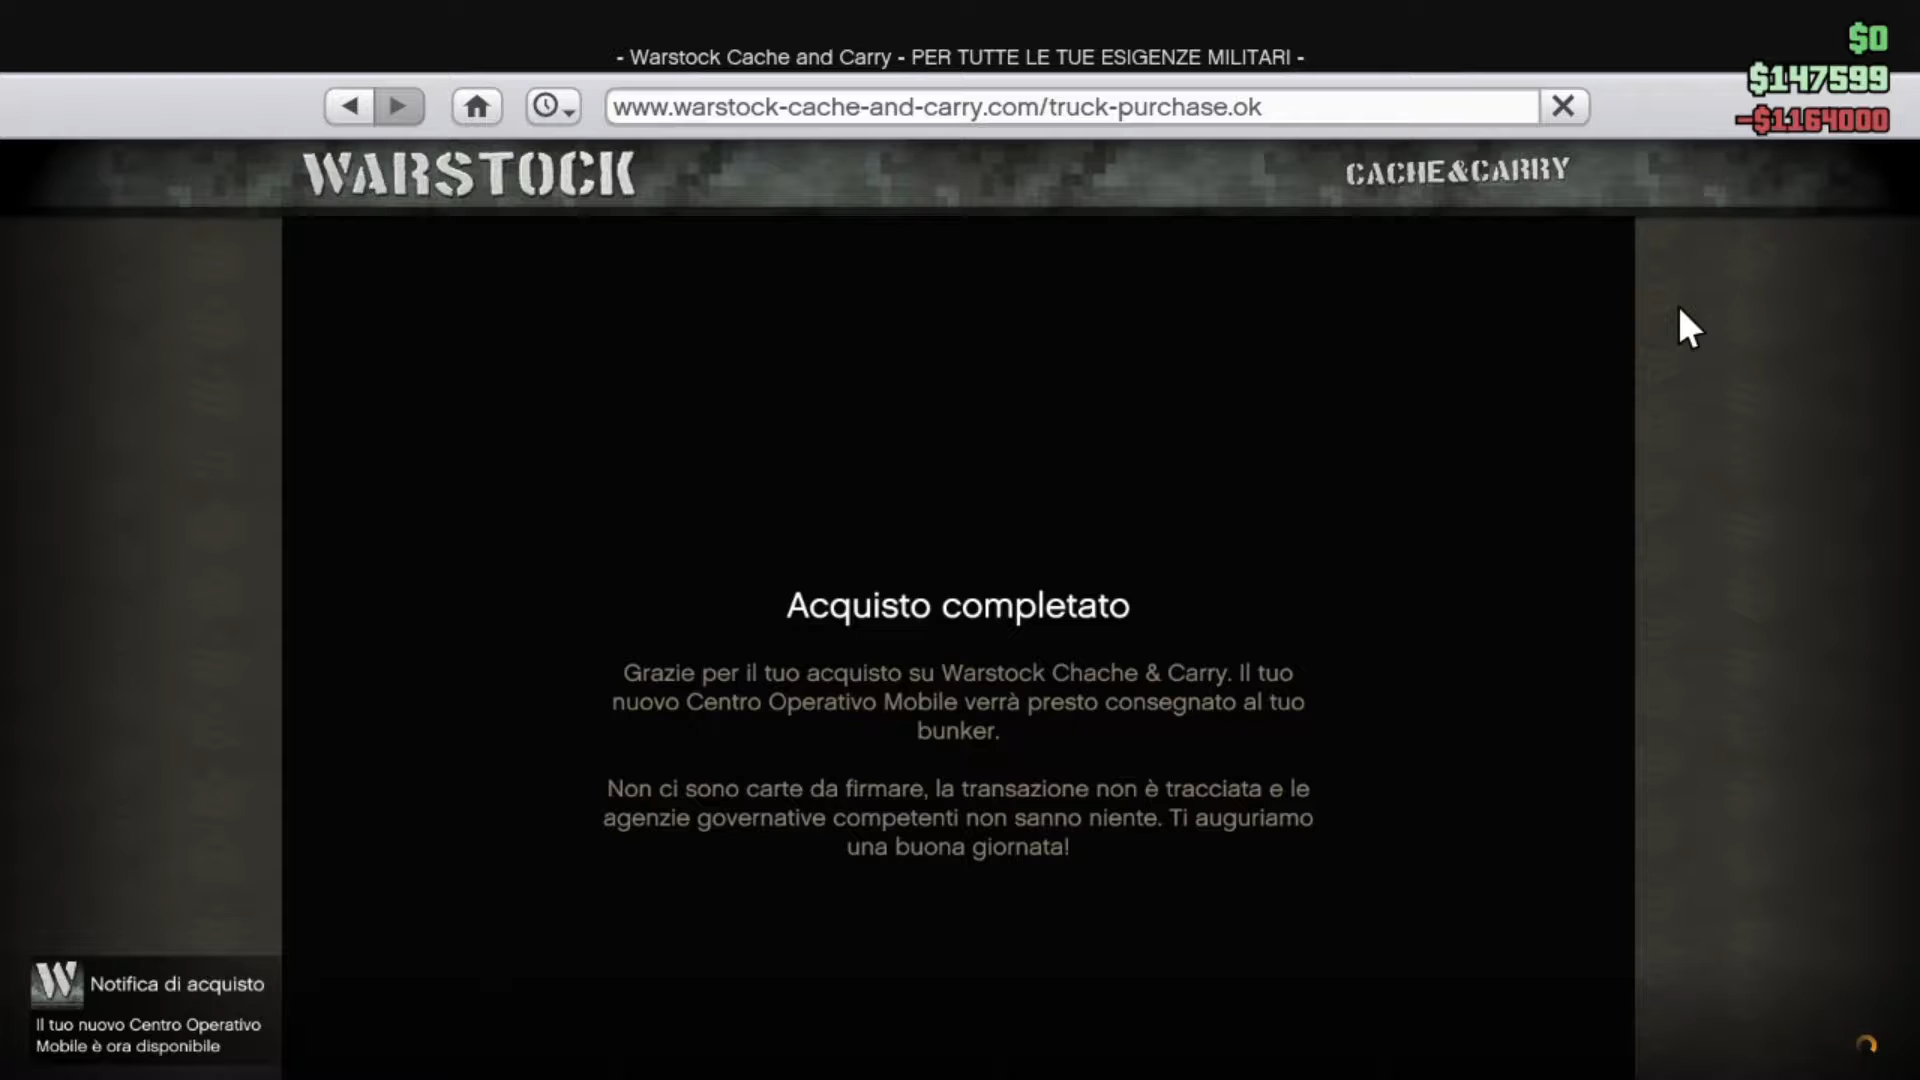 - Warstock Cache and Carry - PER TUTTE LE TUE ESIGENZE MILITARI -
$0
$147599
-$1164000
www.warstock-cache-and-carry.com/truck-purchase.ok
WARSTOCK
CACHE&CARRY
Acquisto completato
Grazie per il tuo acquisto su Warstock Chache & Carry. Il tuo
nuovo Centro Operativo Mobile verrà presto consegnato al tuo
bunker.
Non ci sono carte da firmare, la transazione non è tracciata e le
agenzie governative competenti non sanno niente. Ti auguriamo
una buona giornata!
W
Notifica di acquisto
Il tuo nuovo Centro Operativo
Mobile è ora disponibile